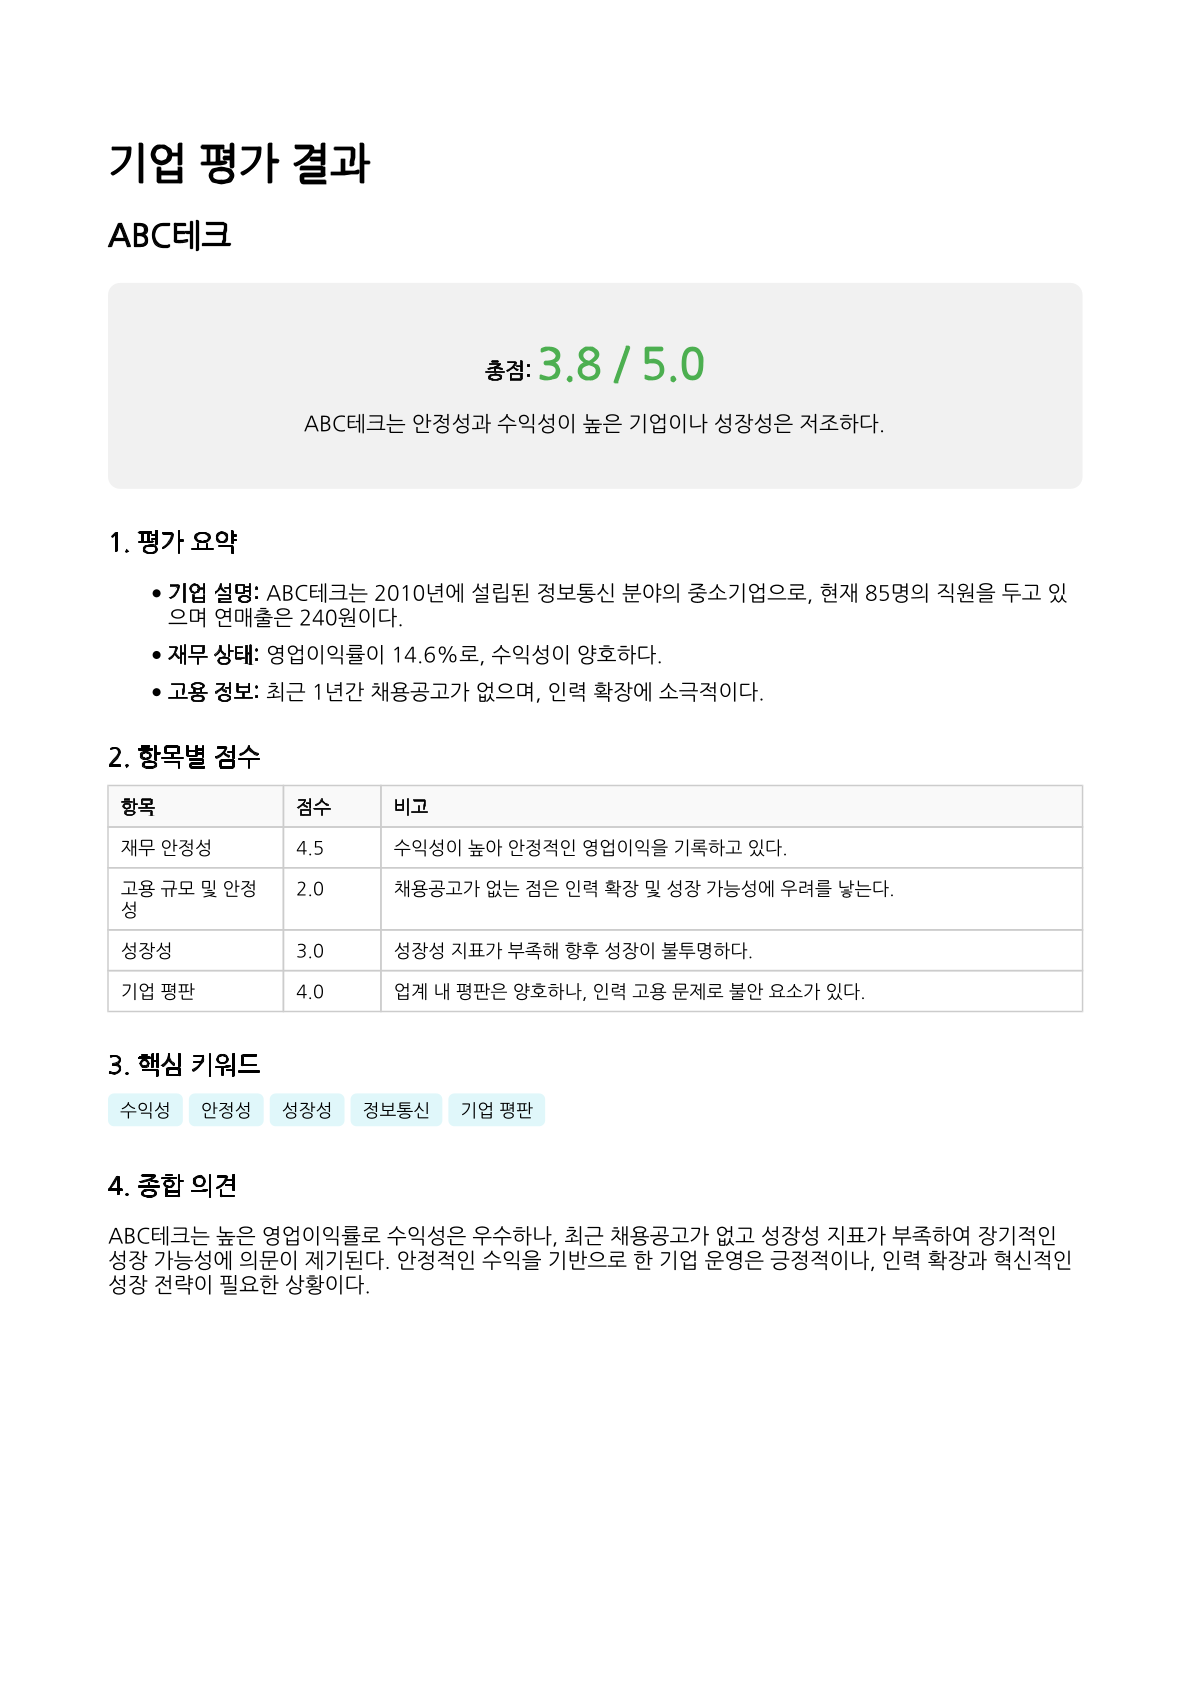 기업 평가 결과
ABC테크
총점: 3.8 / 5.0
ABC테크는 안정성과 수익성이 높은 기업이나 성장성은 저조하다.
1. 평가 요약
• 기업 설명: ABC테크는 2010년에 설립된 정보통신 분야의 중소기업으로, 현재 85명의 직원을 두고 있
으며 연매출은 240원이다.
• 재무 상태: 영업이익률이 14.6%로, 수익성이 양호하다.
• 고용 정보: 최근 1년간 채용공고가 없으며, 인력 확장에 소극적이다.
2. 항목별 점수
항목 점수 비고
재무 안정성 4.5 수익성이 높아 안정적인 영업이익을 기록하고 있다.
고용 규모 및 안정 2.0 채용공고가 없는 점은 인력 확장 및 성장 가능성에 우려를 낳는다.
성
성장성 3.0 성장성 지표가 부족해 향후 성장이 불투명하다.
기업 평판 4.0 업계 내 평판은 양호하나, 인력 고용 문제로 불안 요소가 있다.
3. 핵심 키워드
수익성 안정성 성장성 정보통신 기업 평판
4. 종합 의견
ABC테크는 높은 영업이익률로 수익성은 우수하나, 최근 채용공고가 없고 성장성 지표가 부족하여 장기적인
성장 가능성에 의문이 제기된다. 안정적인 수익을 기반으로 한 기업 운영은 긍정적이나, 인력 확장과 혁신적인
성장 전략이 필요한 상황이다.